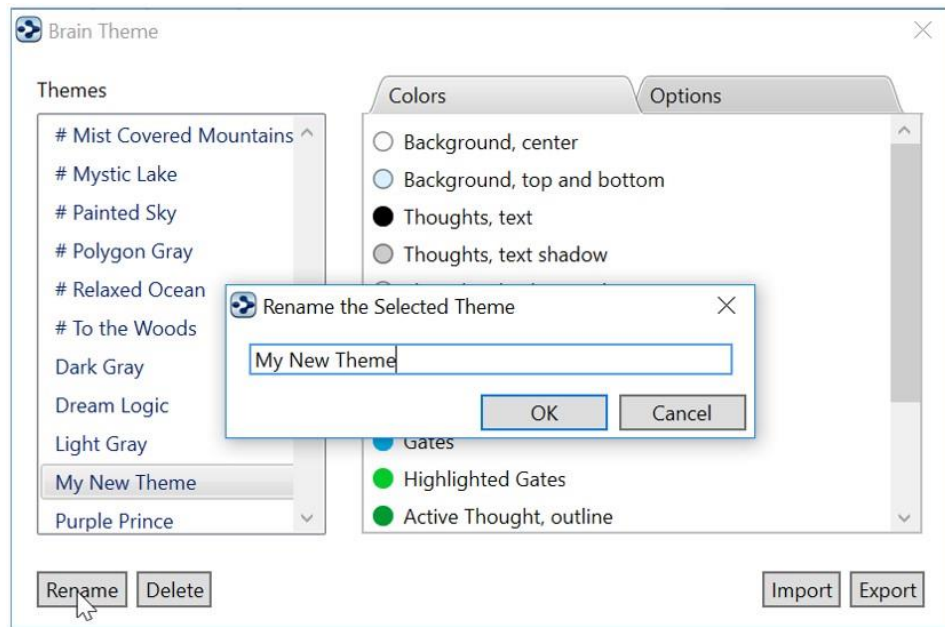 Brain Theme
Themes
Colors
Options
# Mist Covered Mountains
# Mystic Lake
# Painted Sky
# Polygon Gray
# Relaxed Ocean
# To the Woods
Dark Gray
Dream Logic
Light Gray
My New Theme
Purple Prince
Background, center
Background, top and bottom
Thoughts, text
Thoughts, text shadow
Rename the Selected Theme
My New Theme
OK
Cancel
Gates
Highlighted Gates
Active Thought, outline
Rename
Delete
Import
Export